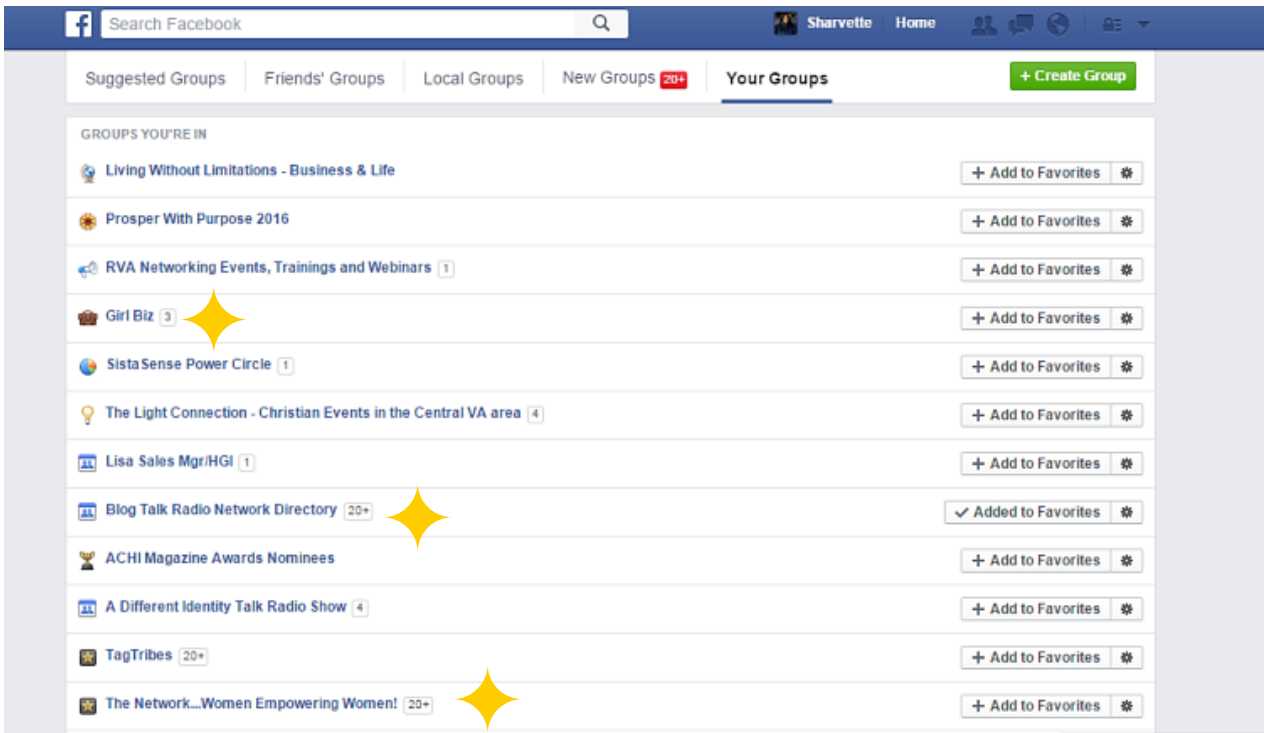 f Search Facebook Sharvette Home
Suggested Groups Friends' Groups Local Groups New Groups 20+ Your Groups + Create Group
GROUPS YOU'RE IN
Living Without Limitations - Business & Life + Add to Favorites
Prosper With Purpose 2016 + Add to Favorites
RVA Networking Events, Trainings and Webinars 1 + Add to Favorites
Girl Biz 3 + Add to Favorites
SistaSense Power Circle 1 + Add to Favorites
The Light Connection - Christian Events in the Central VA area 4 + Add to Favorites
Lisa Sales Mgr/HGI 1 + Add to Favorites
Blog Talk Radio Network Directory 20+ ✓ Added to Favorites
ACHI Magazine Awards Nominees + Add to Favorites
A Different Identity Talk Radio Show 4 + Add to Favorites
TagTribes 20+ + Add to Favorites
The Network...Women Empowering Women! 20+ + Add to Favorites